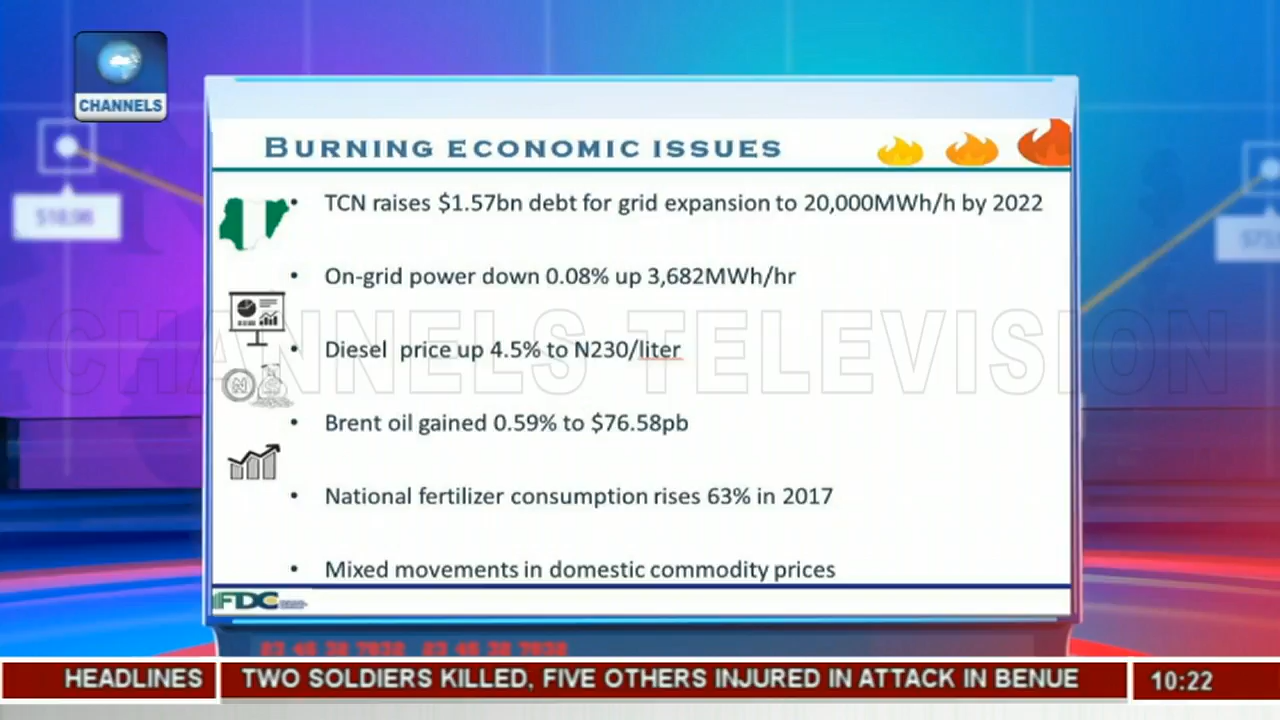 CHANNELS
BURNING ECONOMIC ISSUES
• TCN raises $1.57bn debt for grid expansion to 20,000MWh/h by 2022
• On-grid power down 0.08% up 3,682MWh/hr
• Diesel price up 4.5% to N230/liter
• Brent oil gained 0.59% to $76.58pb
• National fertilizer consumption rises 63% in 2017
• Mixed movements in domestic commodity prices
CHANNELS TELEVISION
FDC
HEADLINES
TWO SOLDIERS KILLED, FIVE OTHERS INJURED IN ATTACK IN BENUE
10:22